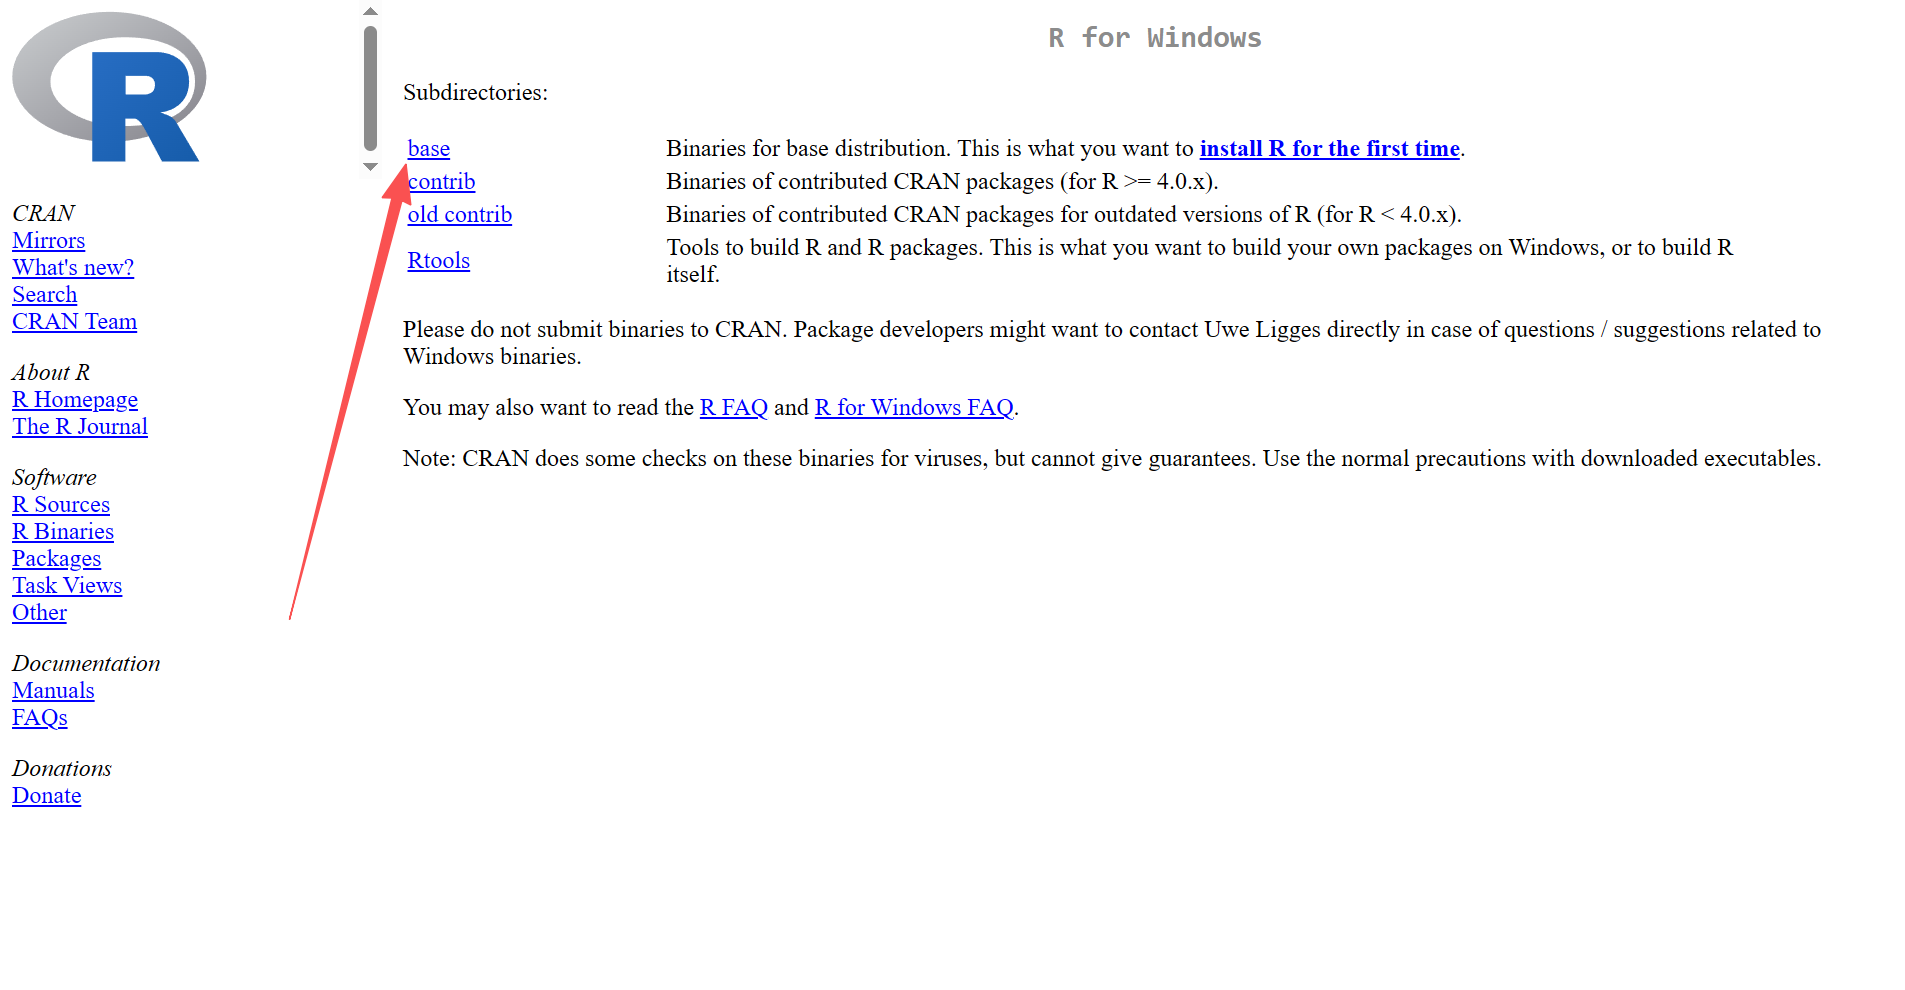 R
CRAN
Mirrors
What's new?
Search
CRAN Team
About R
R Homepage
The R Journal
Software
R Sources
R Binaries
Packages
Task Views
Other
Documentation
Manuals
FAQs
Donations
Donate
R for Windows
Subdirectories:
base Binaries for base distribution. This is what you want to install R for the first time.
contrib Binaries of contributed CRAN packages (for R >= 4.0.x).
old contrib Binaries of contributed CRAN packages for outdated versions of R (for R < 4.0.x).
Rtools Tools to build R and R packages. This is what you want to build your own packages on Windows, or to build R
itself.
Please do not submit binaries to CRAN. Package developers might want to contact Uwe Ligges directly in case of questions / suggestions related to
Windows binaries.
You may also want to read the R FAQ and R for Windows FAQ.
Note: CRAN does some checks on these binaries for viruses, but cannot give guarantees. Use the normal precautions with downloaded executables.